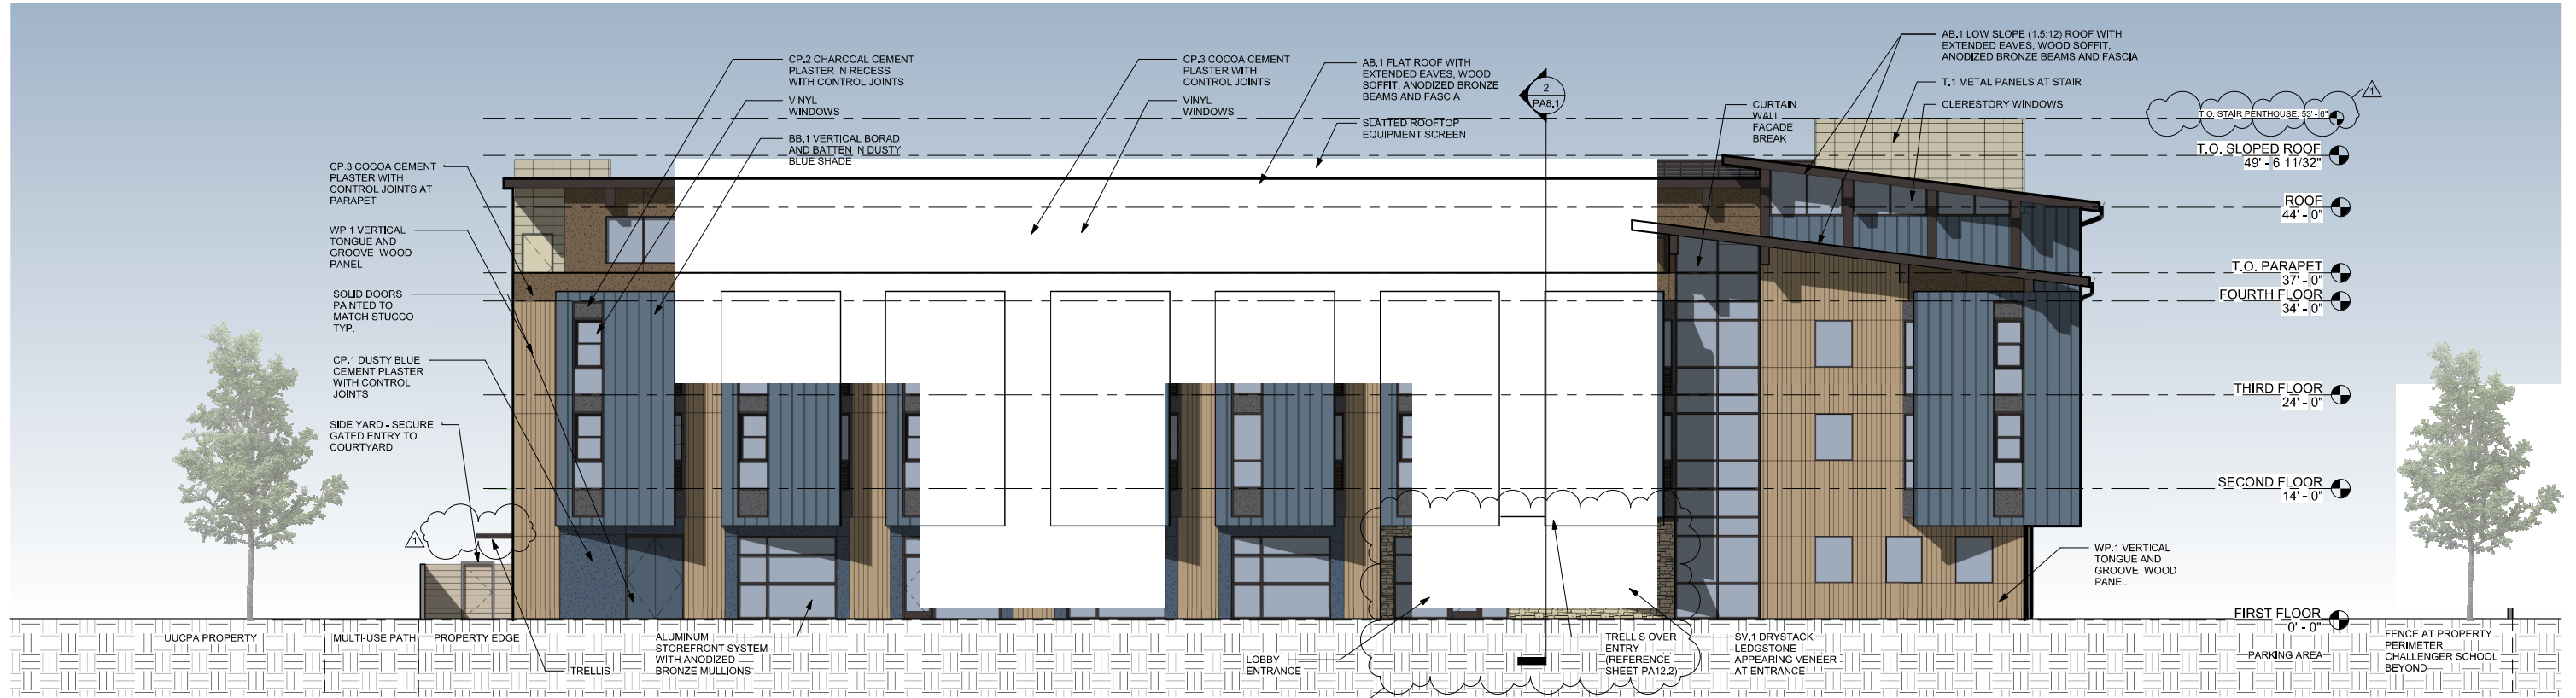 CP.2 CHARCOAL CEMENT
PLASTER IN RECESS
WITH CONTROL JOINTS
VINYL
WINDOWS
BB.1 VERTICAL BORAD
AND BATTEN IN DUSTY
BLUE SHADE
CP.3 COCOA CEMENT
PLASTER WITH
CONTROL JOINTS
VINYL
WINDOWS
AB.1 FLAT ROOF WITH
EXTENDED EAVES, WOOD
SOFFIT, ANODIZED BRONZE
BEAMS AND FASCIA
SLATTED ROOFTOP
EQUIPMENT SCREEN
2
PA8.1
CURTAIN
WALL
FACADE
BREAK
AB.1 LOW SLOPE (1.5:12) ROOF WITH
EXTENDED EAVES, WOOD SOFFIT,
ANODIZED BRONZE BEAMS AND FASCIA
T.1 METAL PANELS AT STAIR
CLERESTORY WINDOWS
1
T.O. STAIR PENTHOUSE: 53' - 6"
T.O. SLOPED ROOF
49' - 6 11/32"
ROOF
44' - 0"
T.O. PARAPET
37' - 0"
FOURTH FLOOR
34' - 0"
THIRD FLOOR
24' - 0"
SECOND FLOOR
14' - 0"
FIRST FLOOR
0' - 0"
CP.3 COCOA CEMENT
PLASTER WITH
CONTROL JOINTS AT
PARAPET
WP.1 VERTICAL
TONGUE AND
GROOVE WOOD
PANEL
SOLID DOORS
PAINTED TO
MATCH STUCCO
TYP.
CP.1 DUSTY BLUE
CEMENT PLASTER
WITH CONTROL
JOINTS
SIDE YARD - SECURE
GATED ENTRY TO
COURTYARD
1
WP.1 VERTICAL
TONGUE AND
GROOVE WOOD
PANEL
UUCPA PROPERTY
MULTI-USE PATH
PROPERTY EDGE
TRELLIS
ALUMINUM
STOREFRONT SYSTEM
WITH ANODIZED
BRONZE MULLIONS
LOBBY
ENTRANCE
TRELLIS OVER
ENTRY
(REFERENCE
SHEET PA12.2)
SV.1 DRYSTACK
LEDGSTONE
APPEARING VENEER
AT ENTRANCE
PARKING AREA
FENCE AT PROPERTY
PERIMETER
CHALLENGER SCHOOL
BEYOND